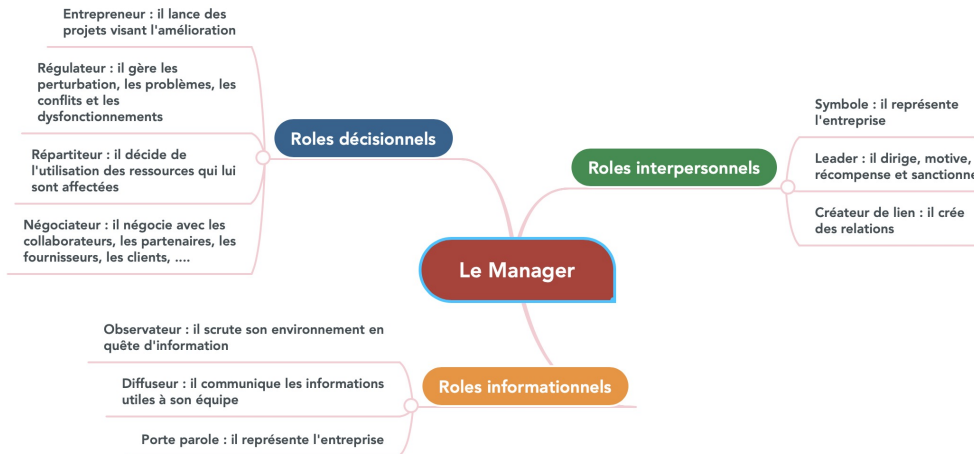 Entrepreneur : il lance des
projets visant l'amélioration
Régulateur : il gère les
perturbation, les problèmes, les
conflits et les
dysfonctionnements
Répartiteur : il décide de
l'utilisation des ressources qui lui
sont affectées
Négociateur : il négocie avec les
collaborateurs, les partenaires, les
fournisseurs, les clients, ....
Roles décisionnels
Roles interpersonnels
Symbole : il représente
l'entreprise
Leader : il dirige, motive,
récompense et sanctionne
Créateur de lien : il crée
des relations
Le Manager
Roles informationnels
Observateur : il scrute son environnement en
quête d'information
Diffuseur : il communique les informations
utiles à son équipe
Porte parole : il représente l'entreprise